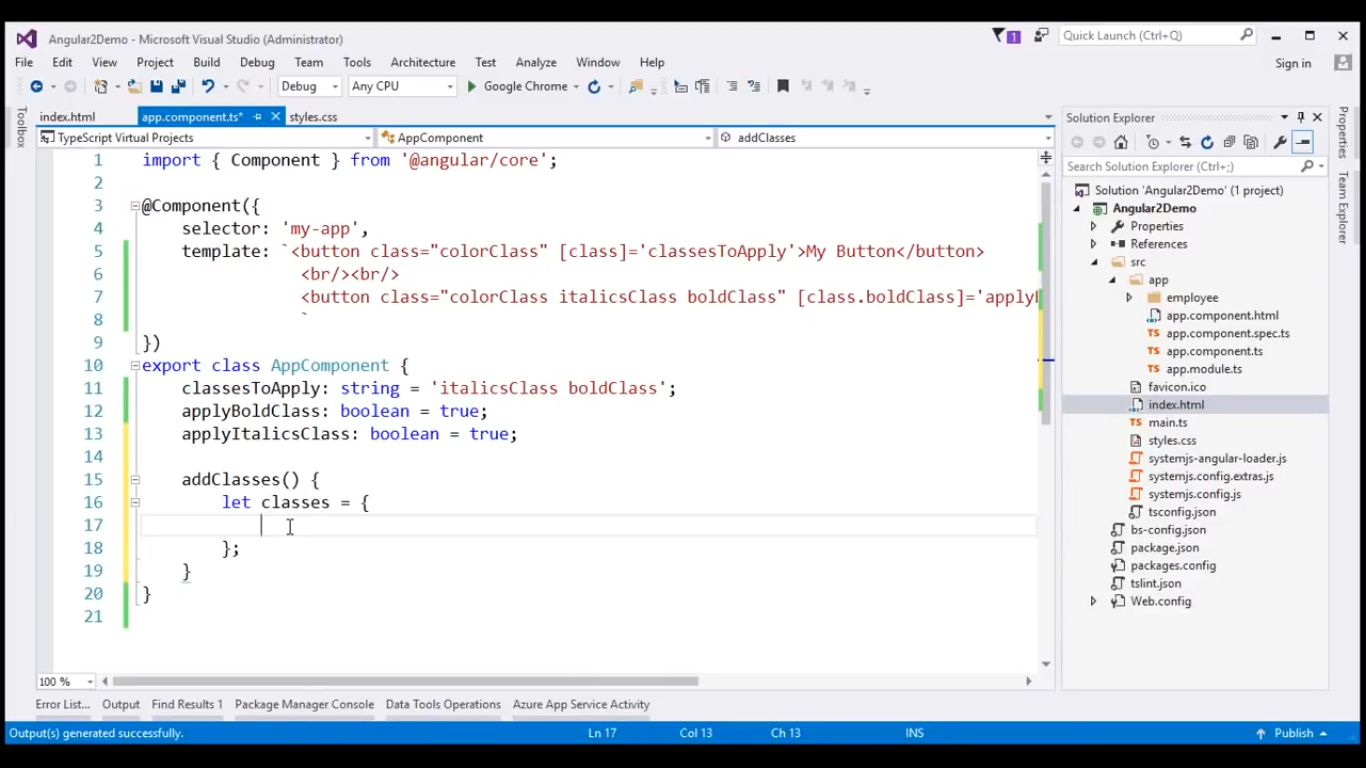 Angular2Demo - Microsoft Visual Studio (Administrator)
1
Quick Launch (Ctrl+Q)
File Edit View Project Build Debug Team Tools Architecture Test Analyze Window Help
Sign in
Debug Any CPU Google Chrome
Toolbox
index.html app.component.ts* styles.css
TypeScript Virtual Projects AppComponent addClasses
1 import { Component } from '@angular/core';
2
3 @Component({
4 selector: 'my-app',
5 template: `<button class="colorClass" [class]='classesToApply'>My Button</button>
6 <br/><br/>
7 <button class="colorClass italicsClass boldClass" [class.boldClass]='applyB
8 `
9 })
10 export class AppComponent {
11 classesToApply: string = 'italicsClass boldClass';
12 applyBoldClass: boolean = true;
13 applyItalicsClass: boolean = true;
14
15 addClasses() {
16 let classes = {
17
18 };
19 }
20 }
21
100 %
Solution Explorer
Search Solution Explorer (Ctrl+;)
Solution 'Angular2Demo' (1 project)
Angular2Demo
Properties
References
src
app
employee
app.component.html
app.component.spec.ts
app.component.ts
app.module.ts
favicon.ico
index.html
main.ts
styles.css
systemjs-angular-loader.js
systemjs.config.extras.js
systemjs.config.js
tsconfig.json
bs-config.json
package.json
packages.config
tslint.json
Web.config
Properties
Team Explorer
Error List... Output Find Results 1 Package Manager Console Data Tools Operations Azure App Service Activity
Output(s) generated successfully. Ln 17 Col 13 Ch 13 INS Publish